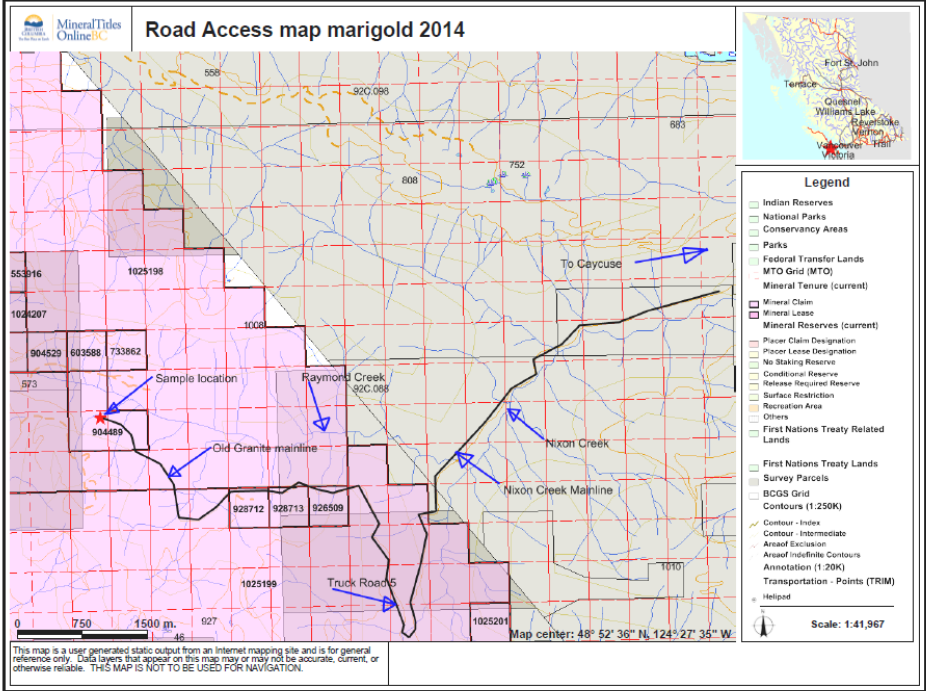 BRITISH
COLUMBIA
MineralTitles
OnlineBC
Road Access map marigold 2014
Fort St. John
Terrace
Quesnel
Williams Lake
Revelstoke
Vernon
Vancouver
Trail
Victoria
558
92C.098
683
752
808
To Caycuse
553916
1025198
1024207
1008
904529
603588
733862
573
Sample location
Raymond Creek
92C.088
904489
Old Granite mainline
Nixon Creek
Nixon Creek Mainline
928712
928713
926509
1010
1025199
Truck Road 5
1025201
927
46
0 750 1500 m.
Map center: 48° 52' 36" N, 124° 27' 35" W
Legend
Indian Reserves
National Parks
Conservancy Areas
Parks
Federal Transfer Lands
MTO Grid (MTO)
Mineral Tenure (current)
Mineral Claim
Mineral Lease
Mineral Reserves (current)
Placer Claim Designation
Placer Lease Designation
No Staking Reserve
Conditional Reserve
Release Required Reserve
Surface Restriction
Recreation Area
Others
First Nations Treaty Related
Lands
First Nations Treaty Lands
Survey Parcels
BCGS Grid
Contours (1:250K)
Contour - Index
Contour - Intermediate
Areaof Exclusion
Areaof Indefinite Contours
Annotation (1:20K)
Transportation - Points (TRIM)
Helipad
N
Scale: 1:41,967
This map is a user generated static output from an Internet mapping site and is for general
reference only. Data layers that appear on this map may or may not be accurate, current, or
otherwise reliable. THIS MAP IS NOT TO BE USED FOR NAVIGATION.